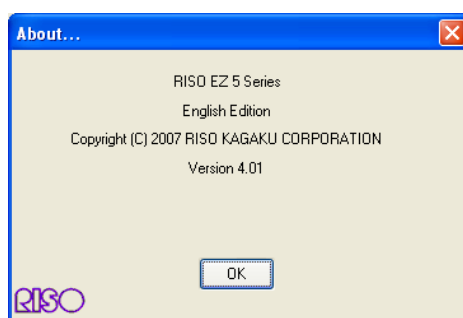 About...
RISO EZ 5 Series
English Edition
Copyright (C) 2007 RISO KAGAKU CORPORATION
Version 4.01
OK
RISO